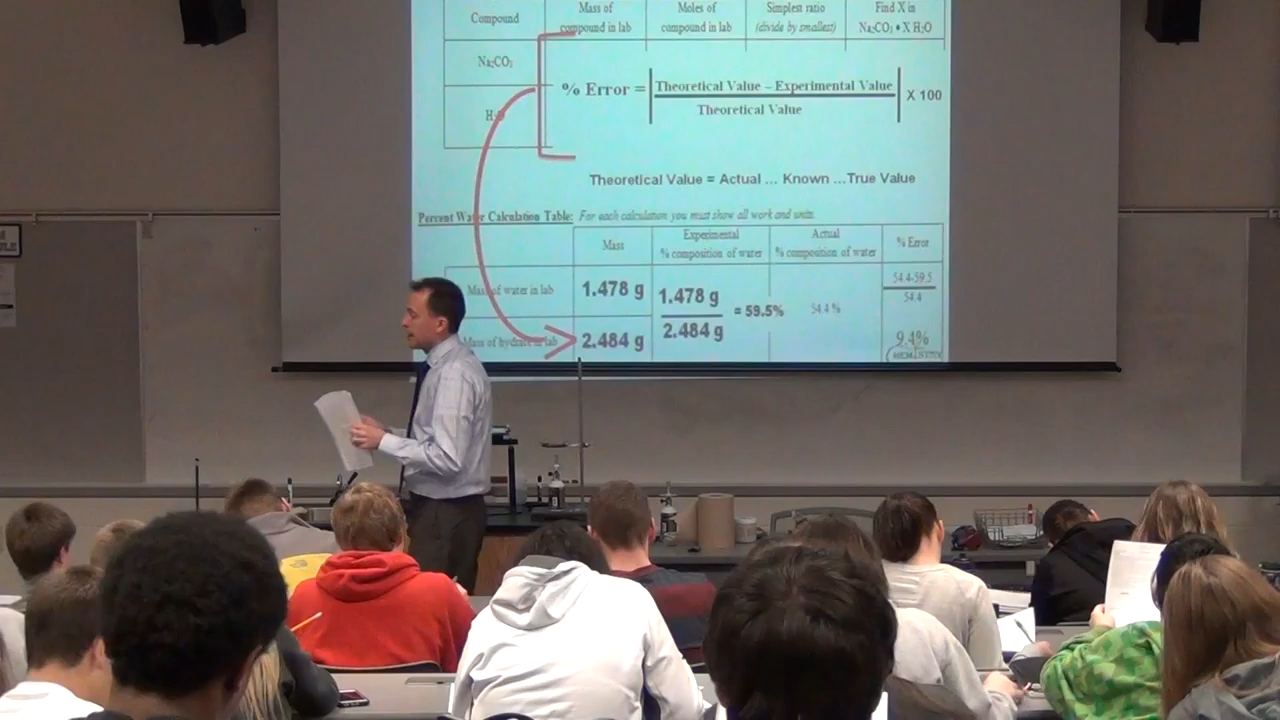 Compound
Mass of
compound in lab
Moles of
compound in lab
Simplest ratio
(divide by smallest)
Find X in
Na₂CO₃ • X H₂O
Na₂CO₃
H₂O
% Error = | Theoretical Value – Experimental Value | X 100
Theoretical Value
Theoretical Value = Actual ... Known ...True Value
Percent Water Calculation Table: For each calculation you must show all work and units.
Mass
Experimental
% composition of water
Actual
% composition of water
% Error
Mass of water in lab
1.478 g
1.478 g
2.484 g
= 59.5%
54.4 %
54.4-59.5
54.4
Mass of hydrate in lab
2.484 g
9.4%